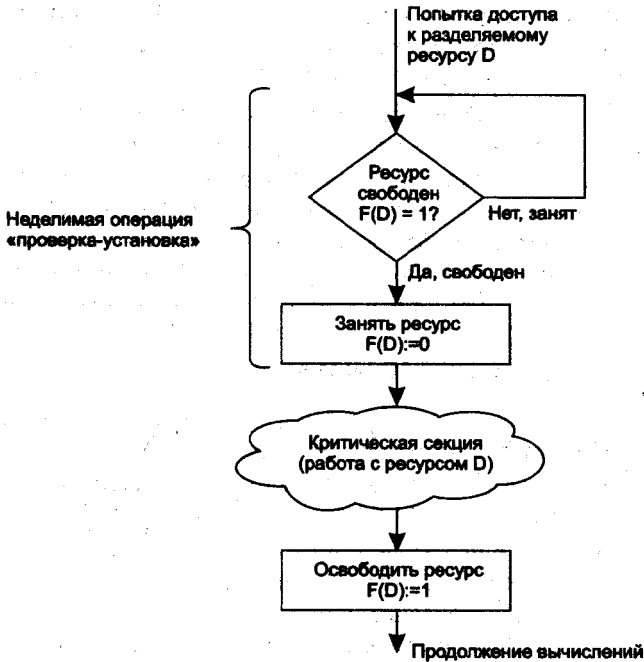 Попытка доступа
к разделяемому
ресурсу D
Ресурс
свободен
F(D) = 1?
Нет, занят
Неделимая операция
«проверка-установка»
Да, свободен
Занять ресурс
F(D):=0
Критическая секция
(работа с ресурсом D)
Освободить ресурс
F(D):=1
Продолжение вычислений